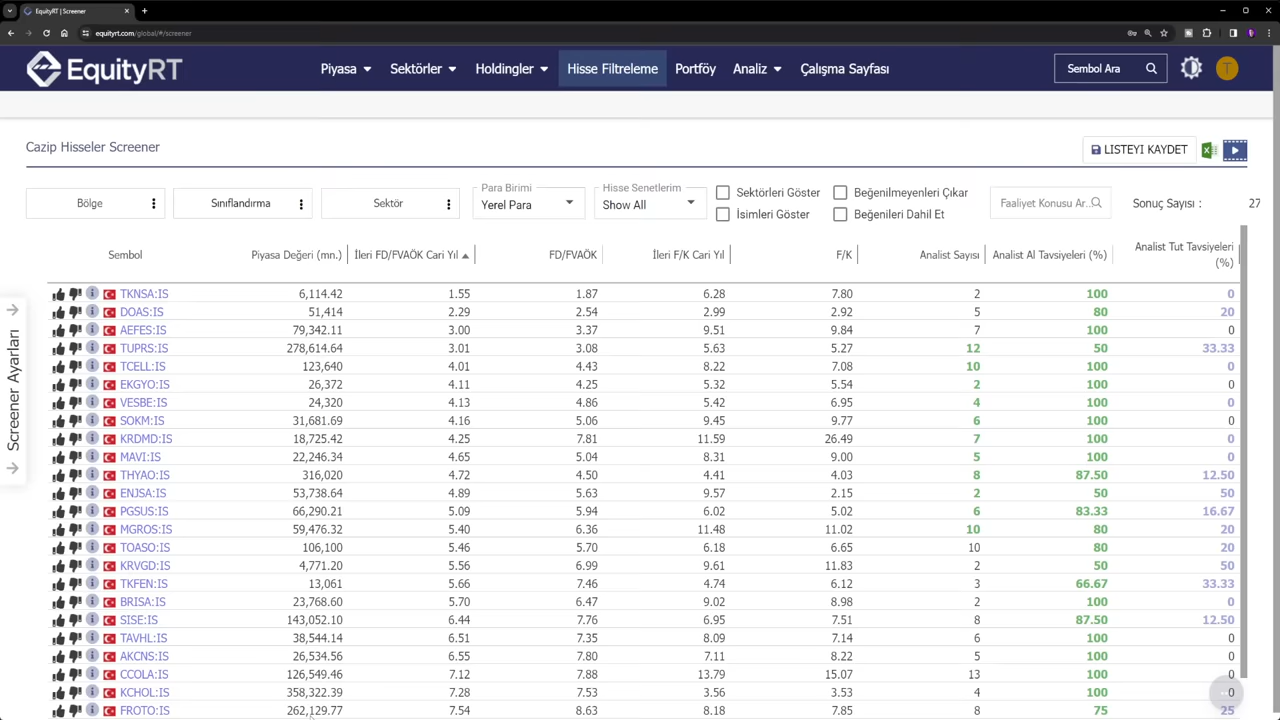 EquityRT | Screener
equityrt.com/global/#/screener
EquityRT Piyasa Sektörler Holdingler Hisse Filtreleme Portföy Analiz Çalışma Sayfası Sembol Ara T
Cazip Hisseler Screener LİSTEYİ KAYDET
Bölge Sınıflandırma Sektör Para Birimi Yerel Para Hisse Senetlerim Show All Sektörleri Göster Beğenilmeyenleri Çıkar Faaliyet Konusu Ar.. Sonuç Sayısı : 27
İsimleri Göster Beğenileri Dahil Et
Sembol Piyasa Değeri (mn.) İleri FD/FVAÖK Cari Yıl FD/FVAÖK İleri F/K Cari Yıl F/K Analist Sayısı Analist Al Tavsiyeleri (%) Analist Tut Tavsiyeleri (%)
TKNSA:IS 6,114.42 1.55 1.87 6.28 7.80 2 100 0
DOAS:IS 51,414 2.29 2.54 2.99 2.92 5 80 20
AEFES:IS 79,342.11 3.00 3.37 9.51 9.84 7 100 0
TUPRS:IS 278,614.64 3.01 3.08 5.63 5.27 12 50 33.33
TCELL:IS 123,640 4.01 4.43 8.22 7.08 10 100 0
EKGYO:IS 26,372 4.11 4.25 5.32 5.54 2 100 0
VESBE:IS 24,320 4.13 4.86 5.42 6.95 4 100 0
SOKM:IS 31,681.69 4.16 5.06 9.45 9.77 6 100 0
KRDMD:IS 18,725.42 4.25 7.81 11.59 26.49 7 100 0
MAVI:IS 22,246.34 4.65 5.04 8.31 9.00 5 100 0
THYAO:IS 316,020 4.72 4.50 4.41 4.03 8 87.50 12.50
ENJSA:IS 53,738.64 4.89 5.63 9.57 2.15 2 50 50
PGSUS:IS 66,290.21 5.09 5.94 6.02 5.02 6 83.33 16.67
MGROS:IS 59,476.32 5.40 6.36 11.48 11.02 10 80 20
TOASO:IS 106,100 5.46 5.70 6.18 6.65 10 80 20
KRVGD:IS 4,771.20 5.56 6.99 9.61 11.83 2 50 50
TKFEN:IS 13,061 5.66 7.46 4.74 6.12 3 66.67 33.33
BRISA:IS 23,768.60 5.70 6.47 9.02 8.98 2 100 0
SISE:IS 143,052.10 6.44 7.76 6.95 7.51 8 87.50 12.50
TAVHL:IS 38,544.14 6.51 7.35 8.09 7.14 6 100 0
AKCNS:IS 26,534.56 6.55 7.80 7.11 8.22 5 100 0
CCOLA:IS 126,549.46 7.12 7.88 13.79 15.07 13 100 0
KCHOL:IS 358,322.39 7.28 7.53 3.56 3.53 4 100 0
FROTO:IS 262,129.77 7.54 8.63 8.18 7.85 8 75 25
Screener Ayarları